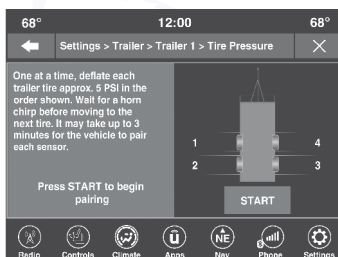 68° 12:00 68°
Settings > Trailer > Trailer 1 > Tire Pressure
One at a time, deflate each
trailer tire approx. 5 PSI in the
order shown. Wait for a horn
chirp before moving to the
next tire. It may take up to 3
minutes for the vehicle to pair
each sensor.
Press START to begin
pairing
1 4
2 3
START
ü NE
Radio Controls Climate Apps Nav Phone Settings